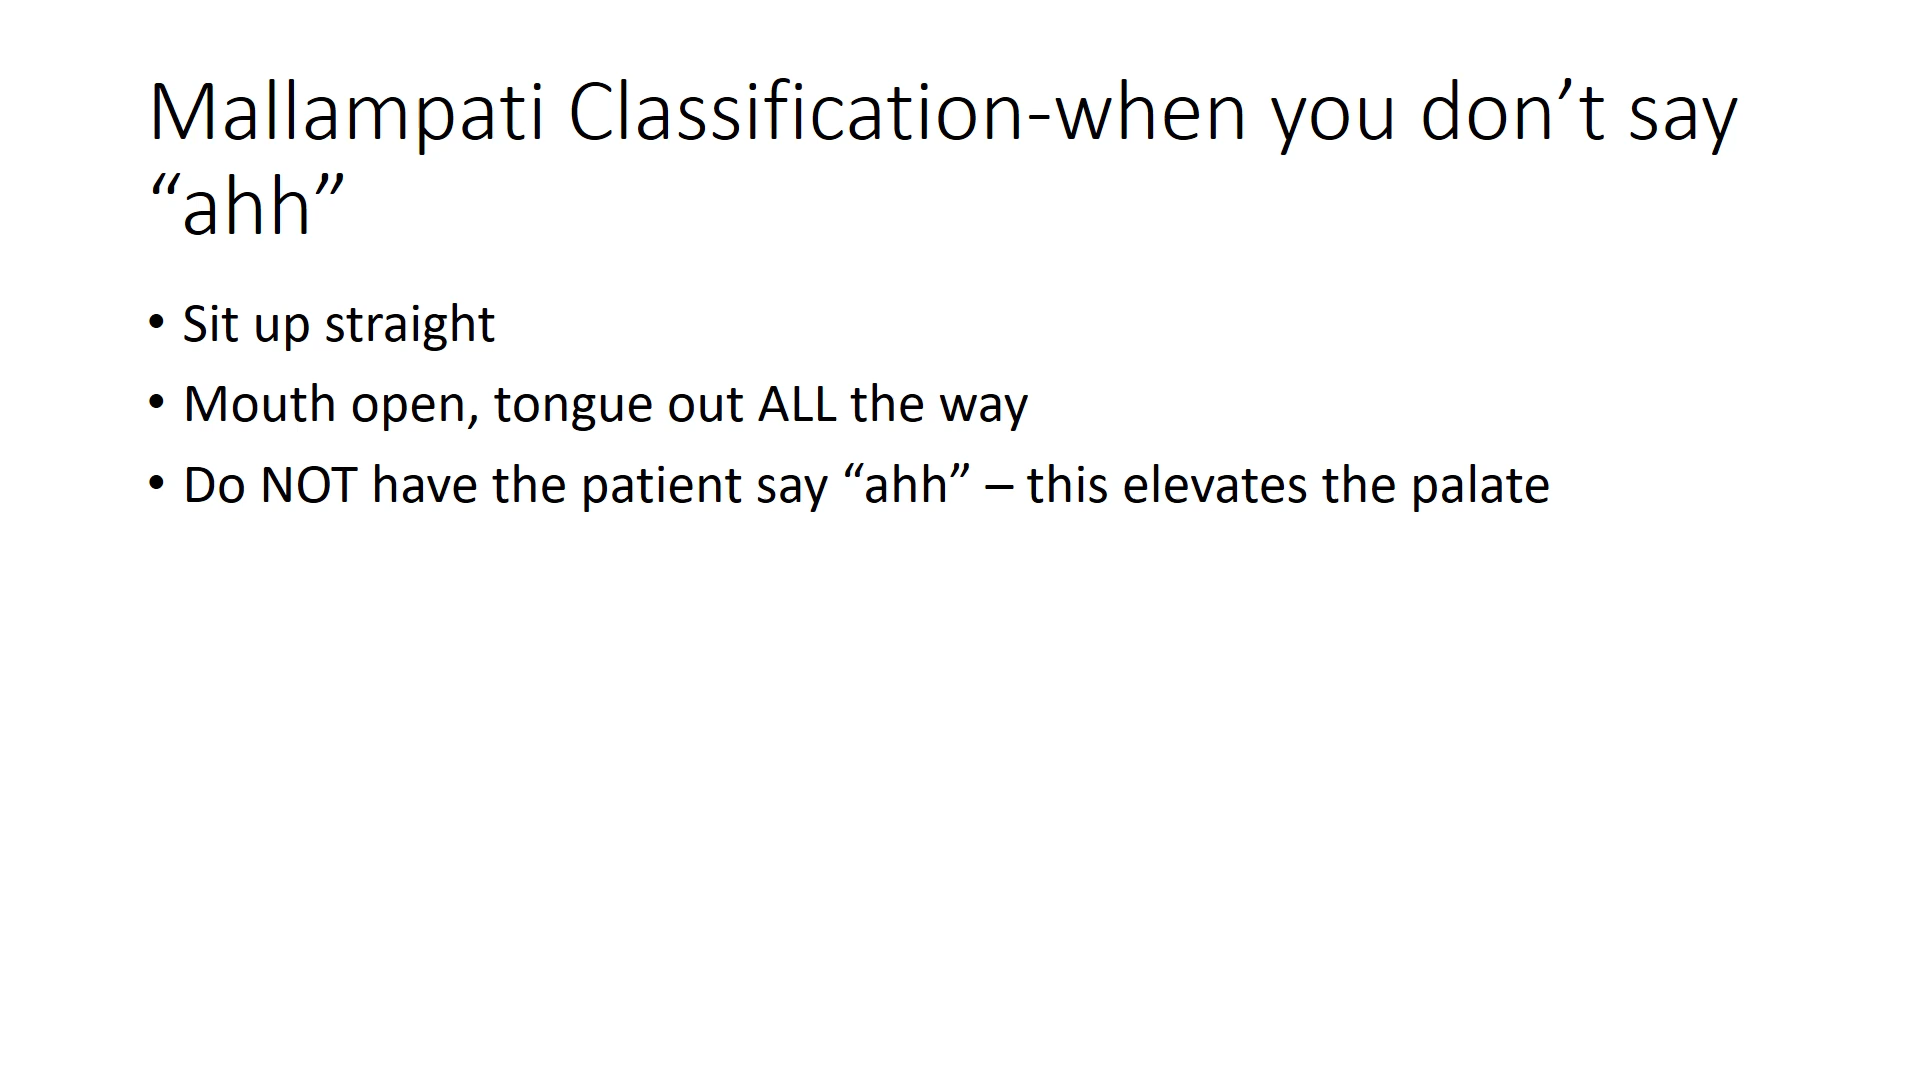 Mallampati Classification-when you don’t say
“ahh”
• Sit up straight
• Mouth open, tongue out ALL the way
• Do NOT have the patient say “ahh” – this elevates the palate